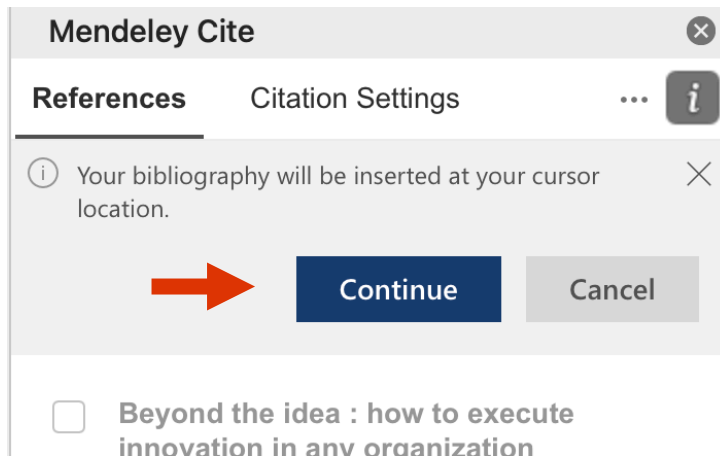 Mendeley Cite
References Citation Settings
Your bibliography will be inserted at your cursor
location.
Continue Cancel
Beyond the idea : how to execute
innovation in any organization